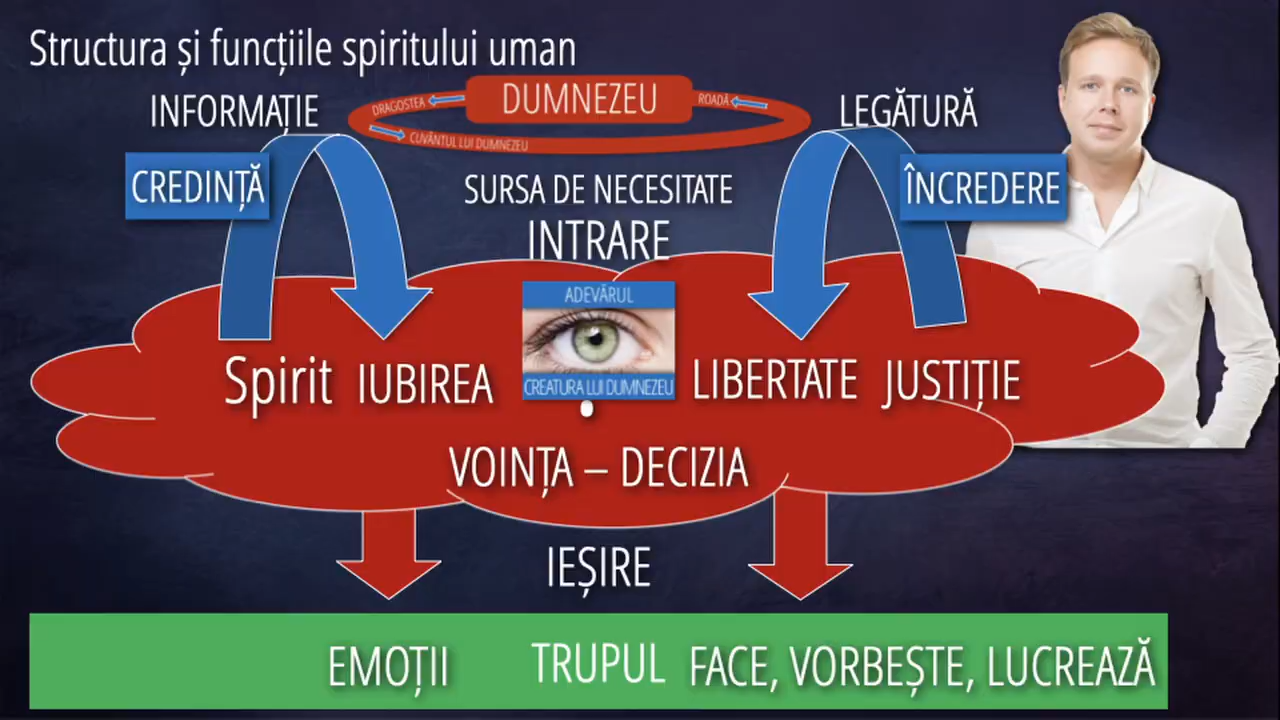 Structura și funcțiile spiritului uman
INFORMAȚIE
DRAGOSTEA
DUMNEZEU
ROADĂ
CUVÂNTUL LUI DUMNEZEU
LEGĂTURĂ
CREDINȚĂ
SURSA DE NECESITATE
ÎNCREDERE
INTRARE
ADEVĂRUL
Spirit IUBIREA
CREATURA LUI DUMNEZEU
LIBERTATE JUSTIȚIE
VOINȚA – DECIZIA
IEȘIRE
EMOȚII TRUPUL FACE, VORBEȘTE, LUCREAZĂ